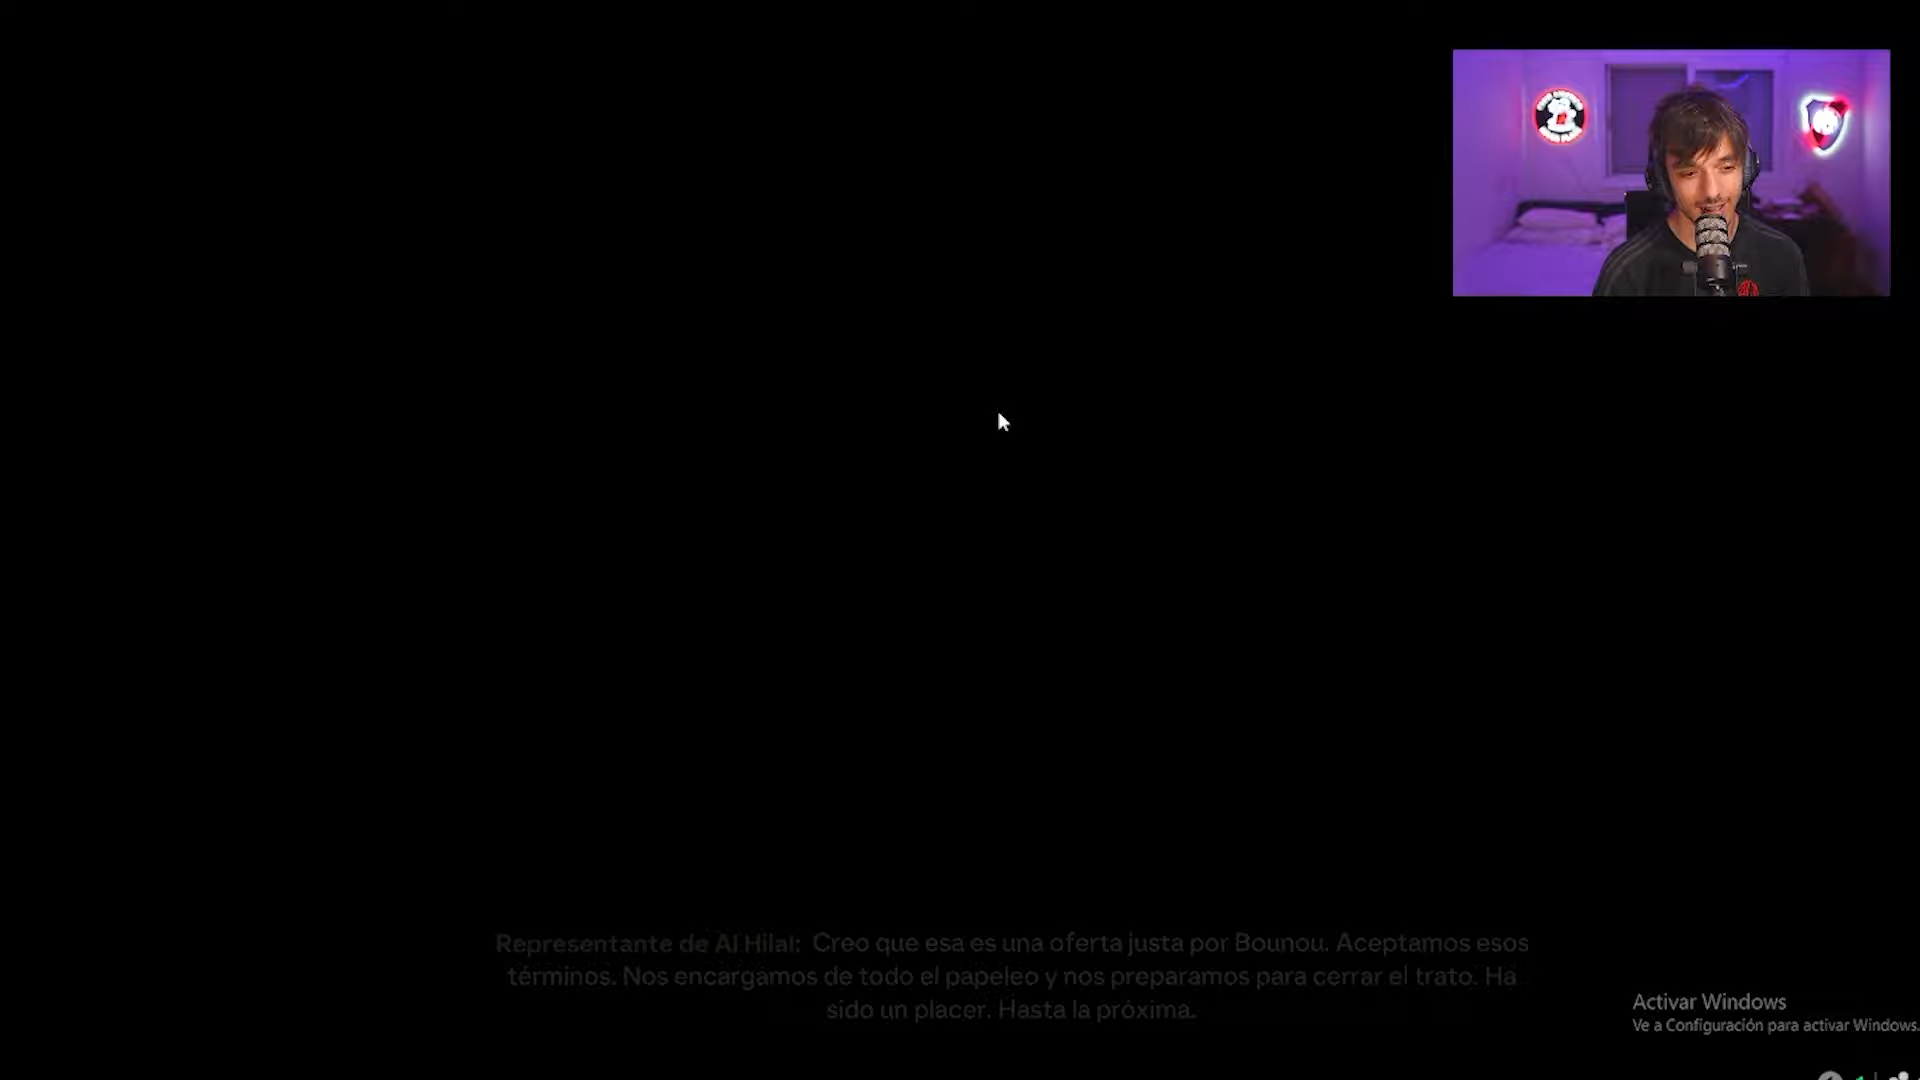 Representante de Al Hilal: Creo que esa es una oferta justa por Bounou. Aceptamos esos
términos. Nos encargamos de todo el papeleo y nos preparamos para cerrar el trato. Ha
sido un placer. Hasta la próxima.
Activar Windows
Ve a Configuración para activar Windows.